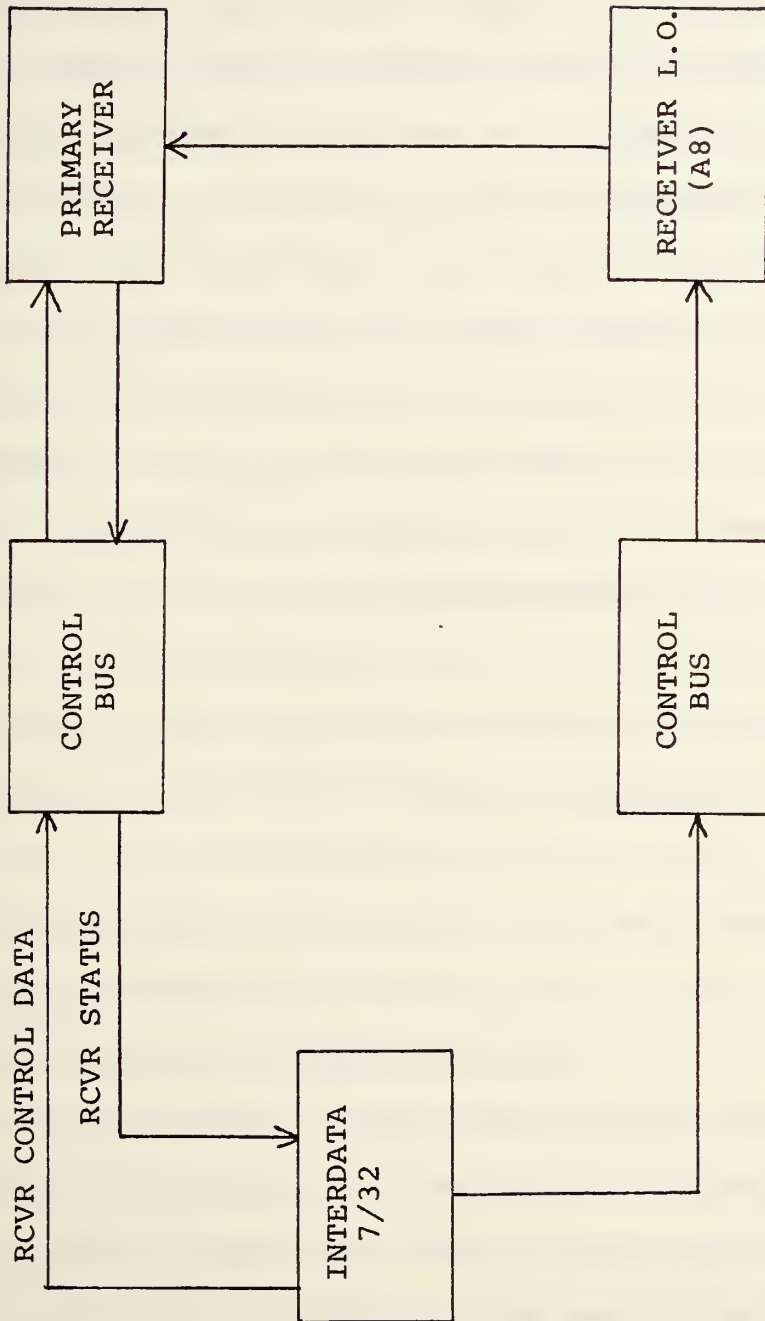 RCVR CONTROL DATA
RCVR STATUS
INTERDATA
7/32
CONTROL
BUS
PRIMARY
RECEIVER
CONTROL
BUS
RECEIVER L.O.
(A8)